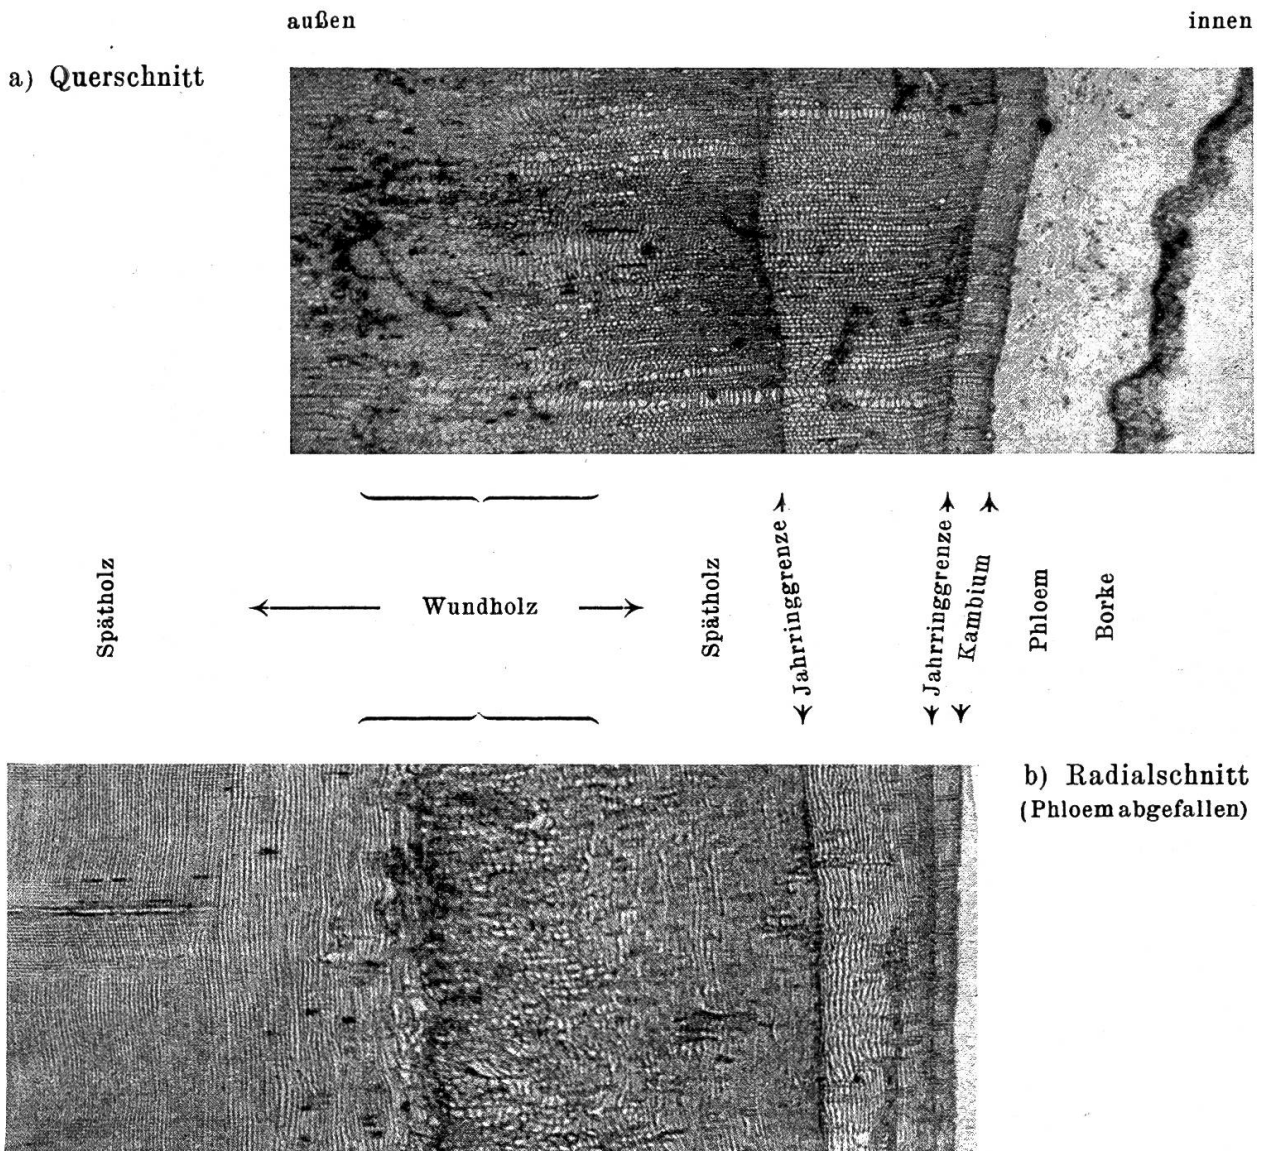 außen
innen
a) Querschnitt
Spätholz
Wundholz
Spätholz
Jahrringgrenze
Jahrringgrenze
Kambium
Phloem
Borke
b) Radialschnitt
(Phloem abgefallen)